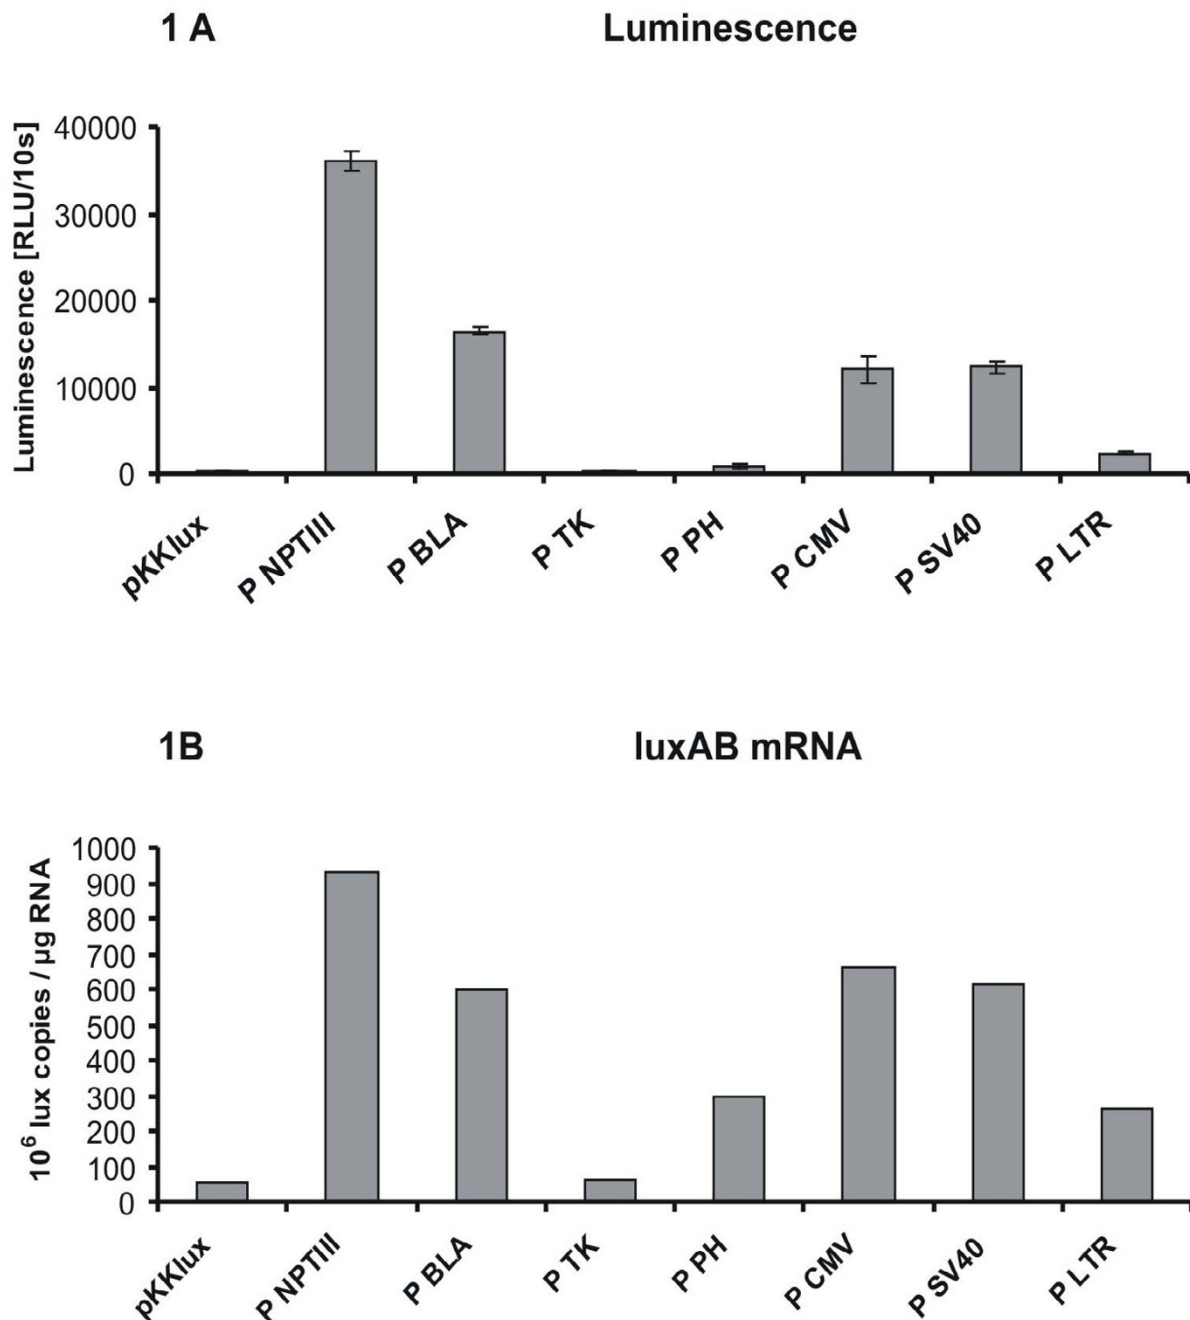 1 A
Luminescence
Luminescence [RLU/10s]
40000
30000
20000
10000
0
pKKlux
P NPTIII
P BLA
P TK
P PH
P CMV
P SV40
P LTR
1B
luxAB mRNA
10⁶ lux copies / µg RNA
1000
900
800
700
600
500
400
300
200
100
0
pKKlux
P NPTIII
P BLA
P TK
P PH
P CMV
P SV40
P LTR